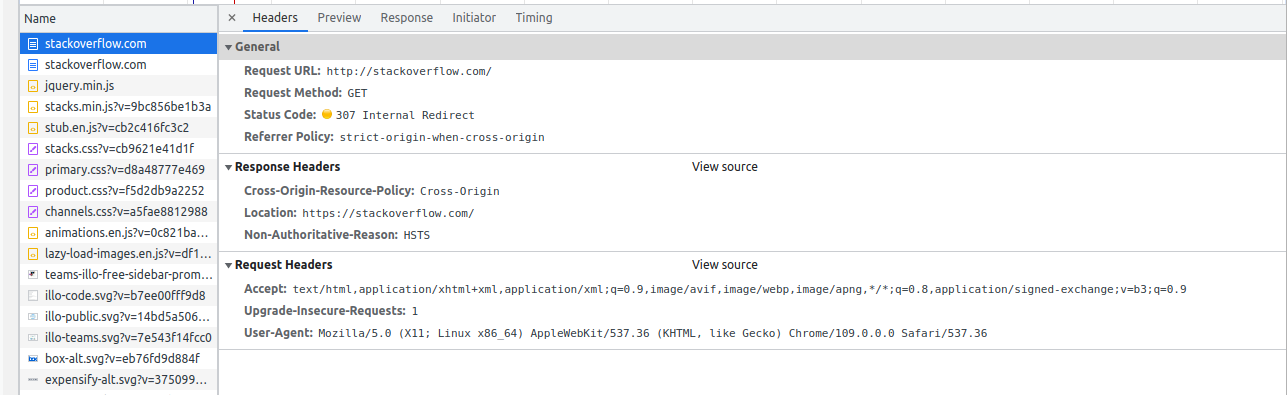 Name
× Headers Preview Response Initiator Timing
stackoverflow.com
stackoverflow.com
jquery.min.js
stacks.min.js?v=9bc856be1b3a
stub.en.js?v=cb2c416fc3c2
stacks.css?v=cb9621e41d1f
primary.css?v=d8a48777e469
product.css?v=f5d2db9a2252
channels.css?v=a5fae8812988
animations.en.js?v=0c821ba…
lazy-load-images.en.js?v=df1…
teams-illo-free-sidebar-prom…
illo-code.svg?v=b7ee00fff9d8
illo-public.svg?v=14bd5a506…
illo-teams.svg?v=7e543f14fcc0
box-alt.svg?v=eb76fd9d884f
expensify-alt.svg?v=375099…
General
Request URL: http://stackoverflow.com/
Request Method: GET
Status Code: 307 Internal Redirect
Referrer Policy: strict-origin-when-cross-origin
Response Headers View source
Cross-Origin-Resource-Policy: Cross-Origin
Location: https://stackoverflow.com/
Non-Authoritative-Reason: HSTS
Request Headers View source
Accept: text/html,application/xhtml+xml,application/xml;q=0.9,image/avif,image/webp,image/apng,*/*;q=0.8,application/signed-exchange;v=b3;q=0.9
Upgrade-Insecure-Requests: 1
User-Agent: Mozilla/5.0 (X11; Linux x86_64) AppleWebKit/537.36 (KHTML, like Gecko) Chrome/109.0.0.0 Safari/537.36